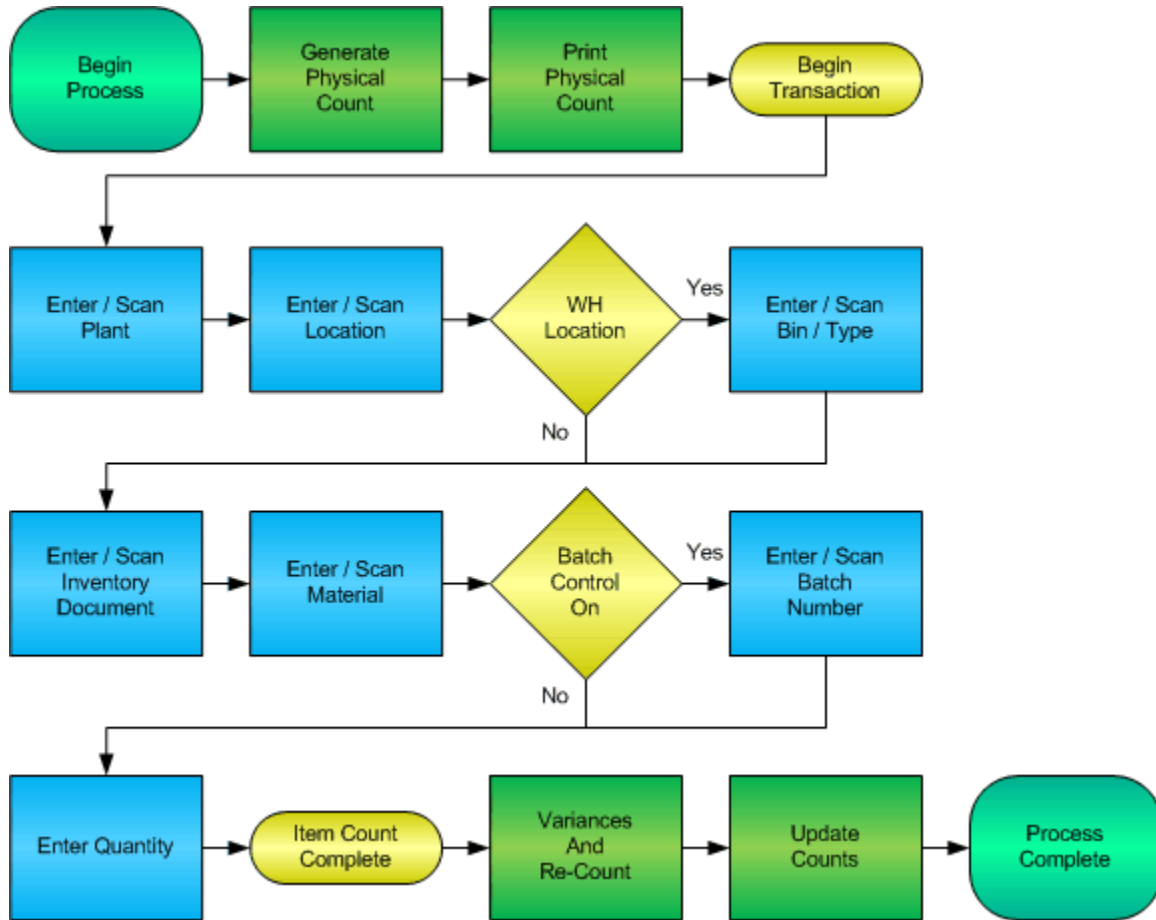 Begin
Process
Generate
Physical
Count
Print
Physical
Count
Begin
Transaction
Enter / Scan
Plant
Enter / Scan
Location
WH
Location
Yes
Enter / Scan
Bin / Type
No
Enter / Scan
Inventory
Document
Enter / Scan
Material
Batch
Control
On
Yes
Enter / Scan
Batch
Number
No
Enter Quantity
Item Count
Complete
Variances
And
Re-Count
Update
Counts
Process
Complete